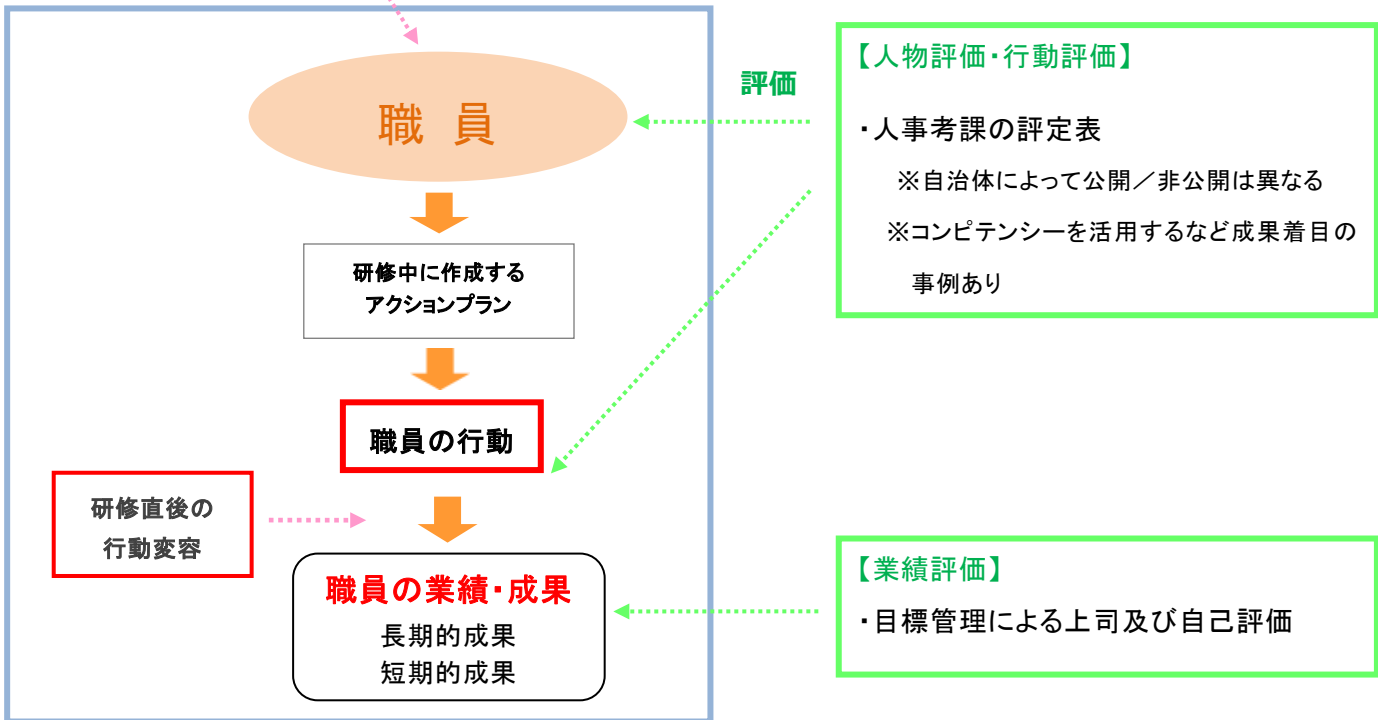 職 員
研修中に作成する
アクションプラン
職員の行動
研修直後の
行動変容
職員の業績・成果
長期的成果
短期的成果
評価
【人物評価・行動評価】
・人事考課の評定表
※自治体によって公開／非公開は異なる
※コンピテンシーを活用するなど成果着目の
事例あり
【業績評価】
・目標管理による上司及び自己評価